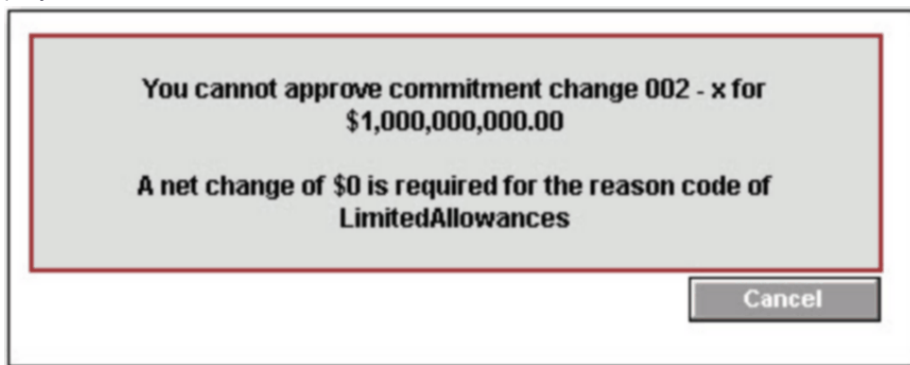 You cannot approve commitment change 002 - x for
$1,000,000,000.00
A net change of $0 is required for the reason code of
LimitedAllowances
Cancel